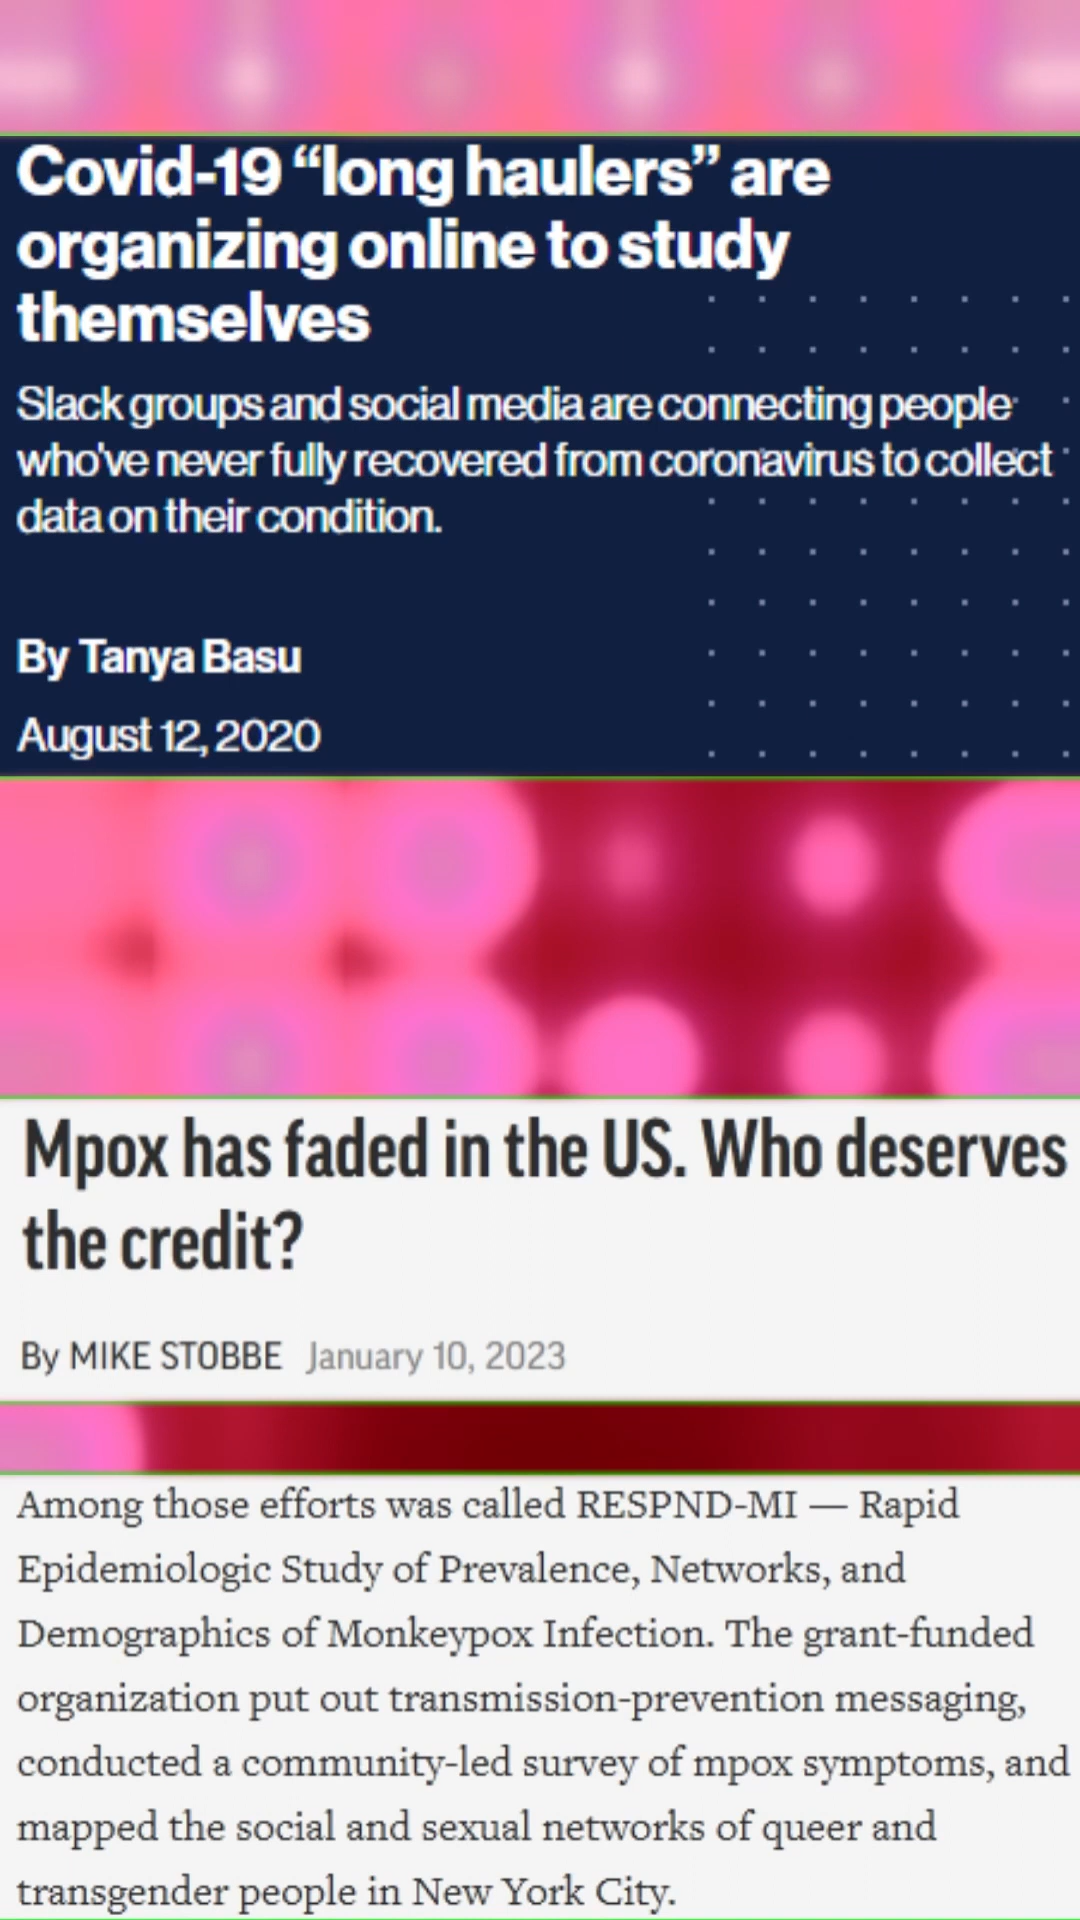 Covid-19 “long haulers” are
organizing online to study
themselves
Slack groups and social media are connecting people
who've never fully recovered from coronavirus to collect
data on their condition.
By Tanya Basu
August 12, 2020
Mpox has faded in the US. Who deserves
the credit?
By MIKE STOBBE January 10, 2023
Among those efforts was called RESPND-MI — Rapid
Epidemiologic Study of Prevalence, Networks, and
Demographics of Monkeypox Infection. The grant-funded
organization put out transmission-prevention messaging,
conducted a community-led survey of mpox symptoms, and
mapped the social and sexual networks of queer and
transgender people in New York City.